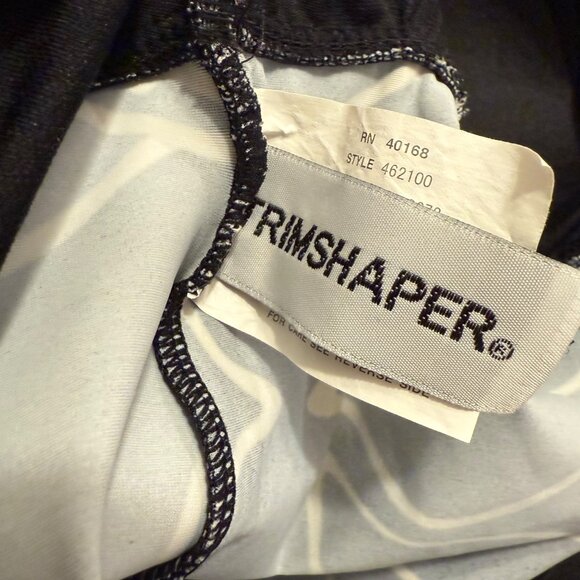 RN 40168
STYLE 462100
TRIMSHAPER®
FOR CARE SEE REVERSE SIDE